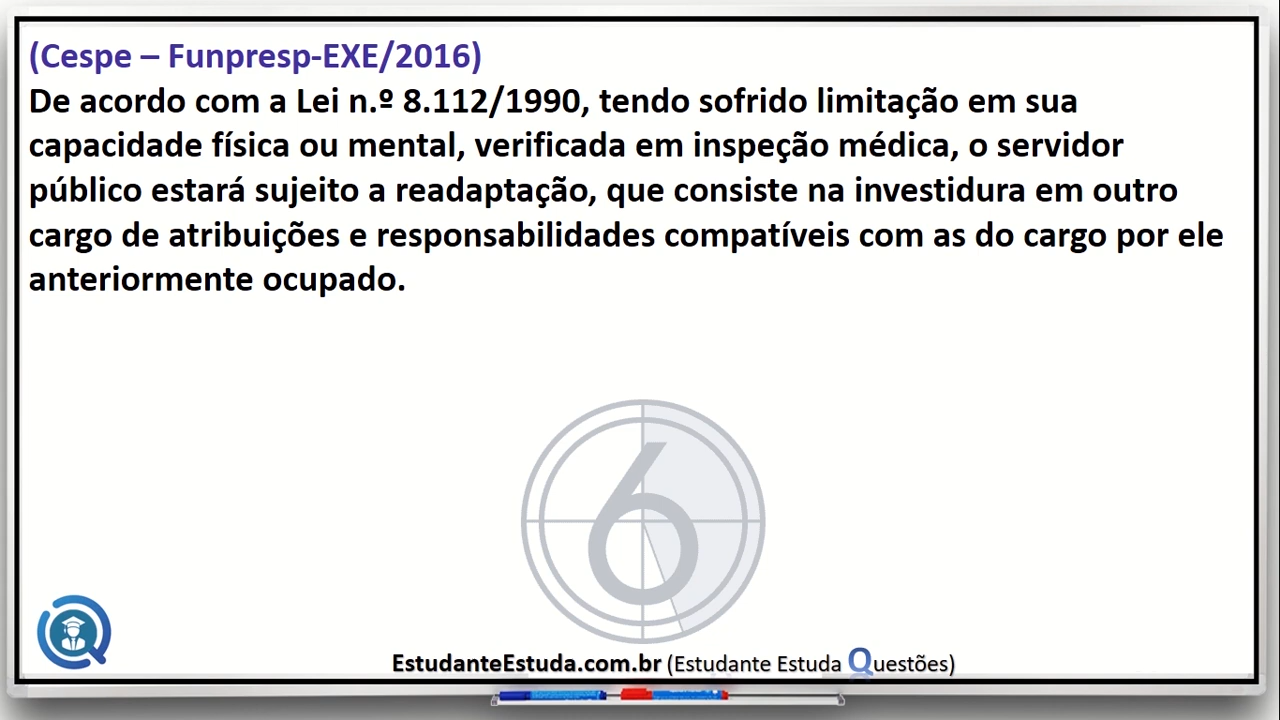 (Cespe – Funpresp-EXE/2016)
De acordo com a Lei n.º 8.112/1990, tendo sofrido limitação em sua
capacidade física ou mental, verificada em inspeção médica, o servidor
público estará sujeito a readaptação, que consiste na investidura em outro
cargo de atribuições e responsabilidades compatíveis com as do cargo por ele
anteriormente ocupado.
6
EstudanteEstuda.com.br (Estudante Estuda Questões)